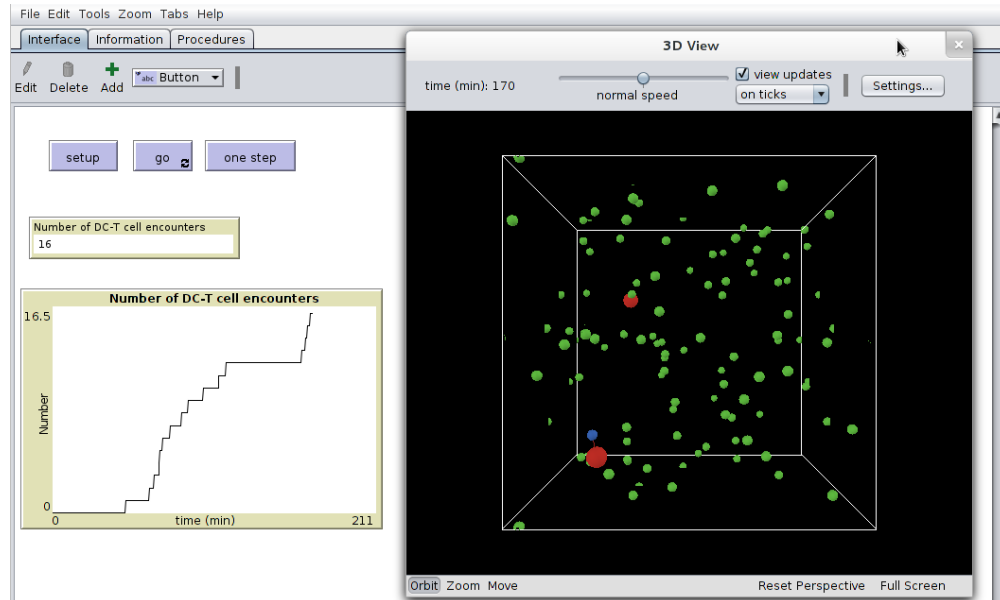 File Edit Tools Zoom Tabs Help
Interface Information Procedures
Edit Delete Add abc Button
setup go one step
Number of DC-T cell encounters
16
Number of DC-T cell encounters
16.5
Number
0
0 time (min) 211
3D View
time (min): 170
normal speed
view updates
on ticks
Settings...
Orbit Zoom Move Reset Perspective Full Screen